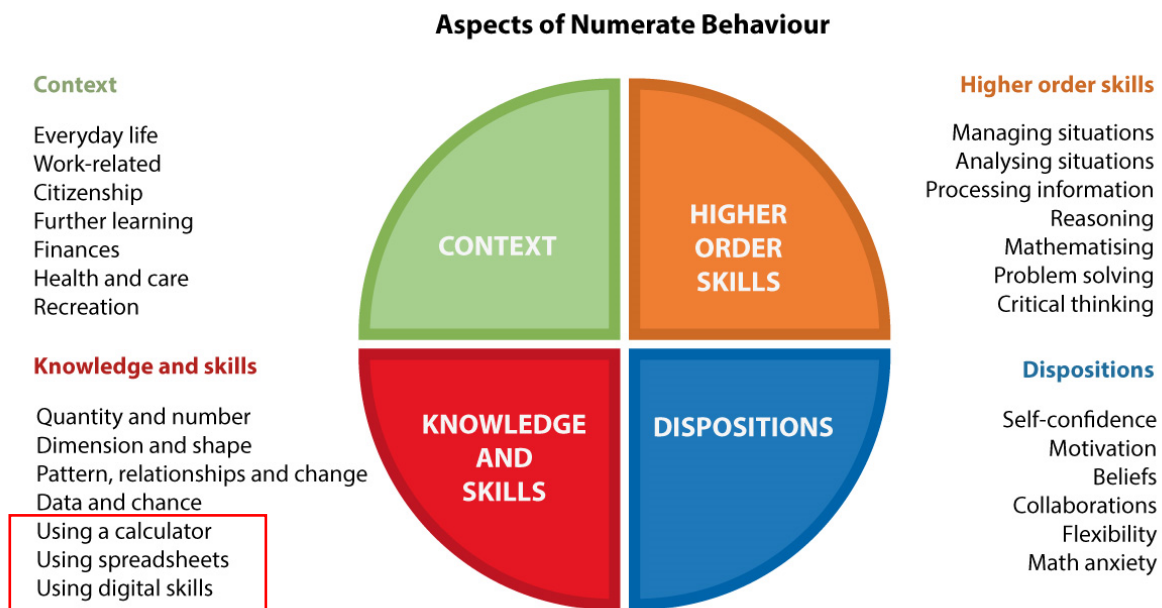 Aspects of Numerate Behaviour
Context
Everyday life
Work-related
Citizenship
Further learning
Finances
Health and care
Recreation
Knowledge and skills
Quantity and number
Dimension and shape
Pattern, relationships and change
Data and chance
Using a calculator
Using spreadsheets
Using digital skills
CONTEXT
HIGHER
ORDER
SKILLS
KNOWLEDGE
AND
SKILLS
DISPOSITIONS
Higher order skills
Managing situations
Analysing situations
Processing information
Reasoning
Mathematising
Problem solving
Critical thinking
Dispositions
Self-confidence
Motivation
Beliefs
Collaborations
Flexibility
Math anxiety